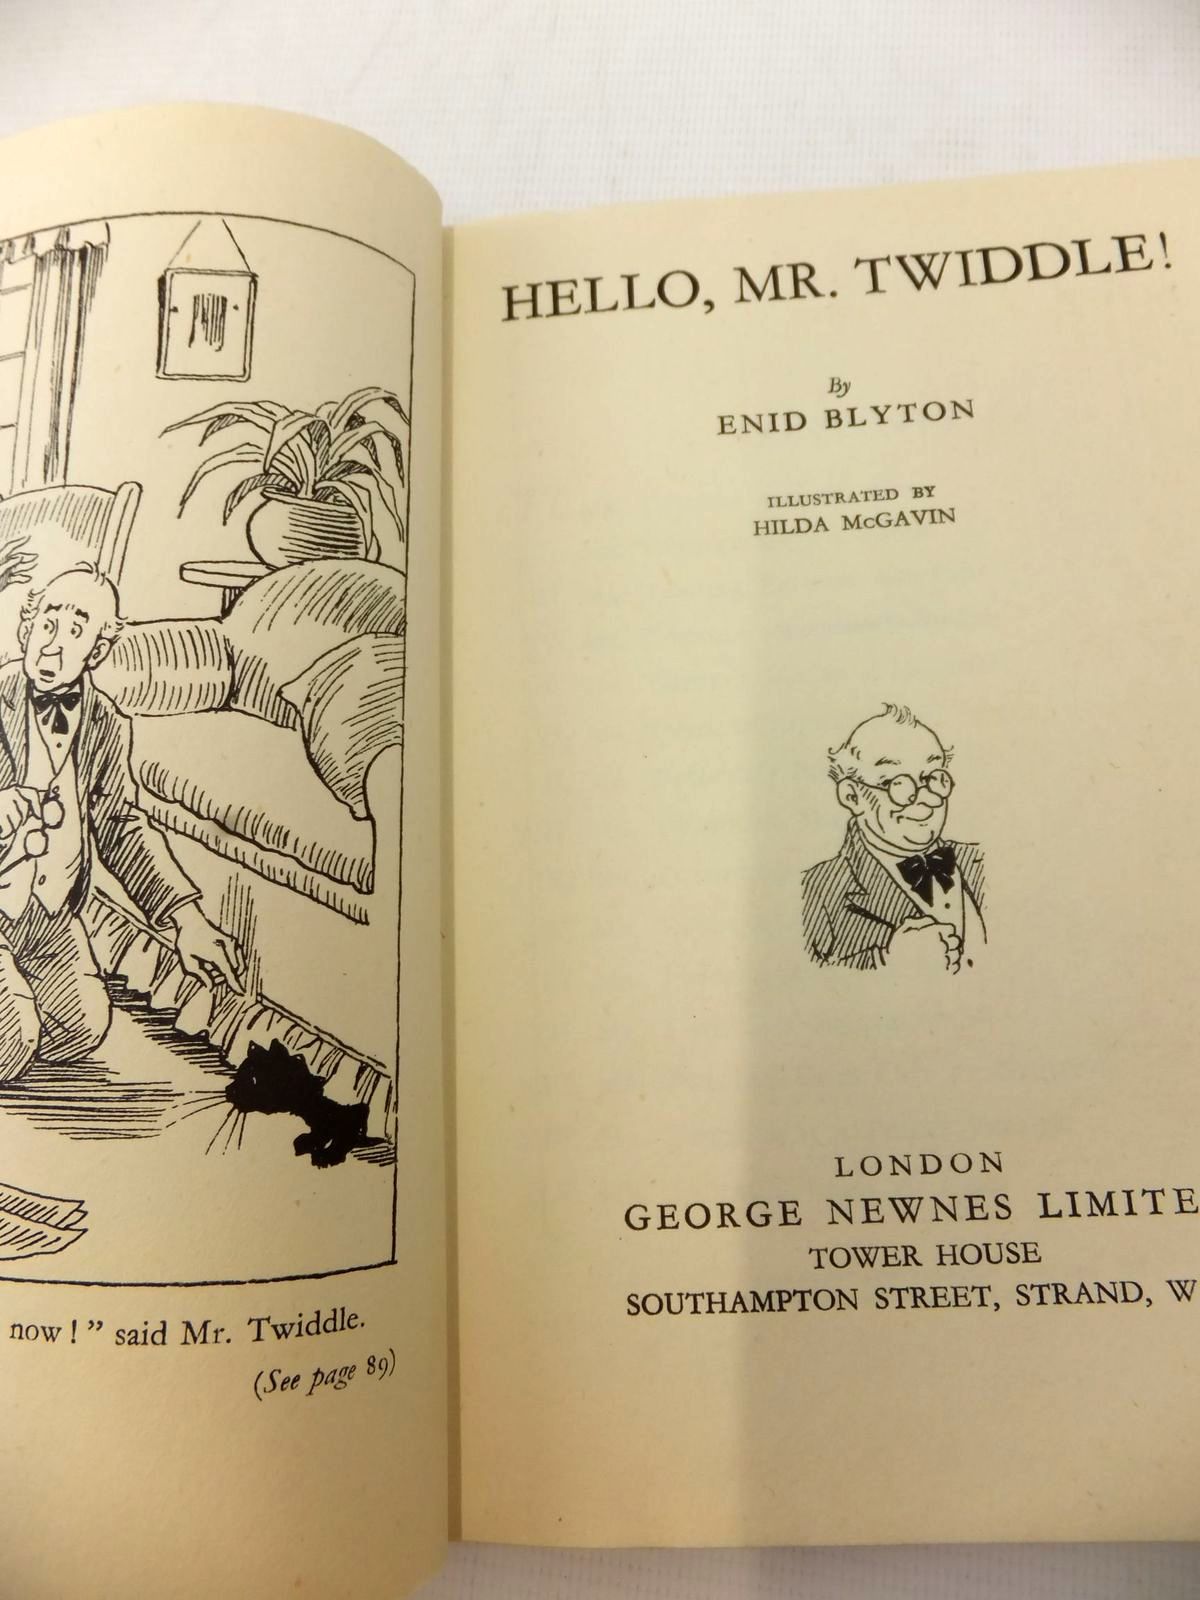 now!” said Mr. Twiddle.
(See page 89)
HELLO, MR. TWIDDLE!
By
ENID BLYTON
ILLUSTRATED BY
HILDA McGAVIN
LONDON
GEORGE NEWNES LIMITE
TOWER HOUSE
SOUTHAMPTON STREET, STRAND, W